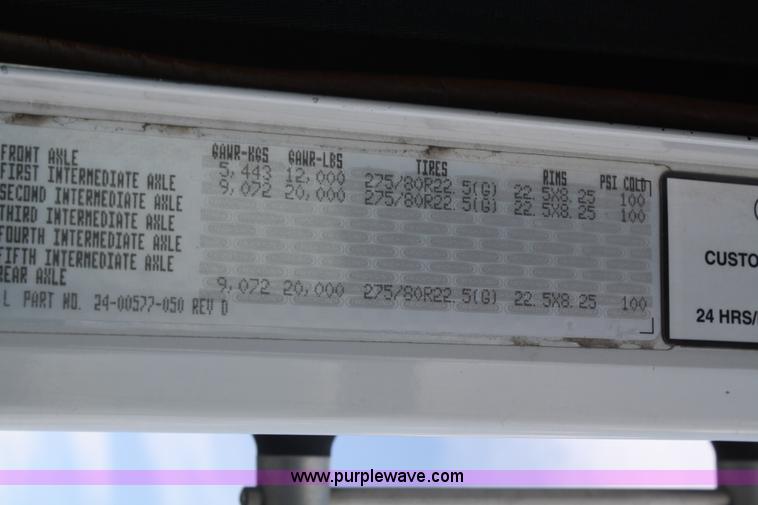 GAWR-KGS GAWR-LBS TIRES RIMS PSI COLD
FRONT AXLE 5,443 12,000 275/80R22.5(G) 22.5X8.25 100
FIRST INTERMEDIATE AXLE 9,072 20,000 275/80R22.5(G) 22.5X8.25 100
SECOND INTERMEDIATE AXLE
THIRD INTERMEDIATE AXLE
FOURTH INTERMEDIATE AXLE
FIFTH INTERMEDIATE AXLE
REAR AXLE 9,072 20,000 275/80R22.5(G) 22.5X8.25 100
L PART NO. 24-00577-050 REV D
CUSTO
24 HRS/
www.purplewave.com